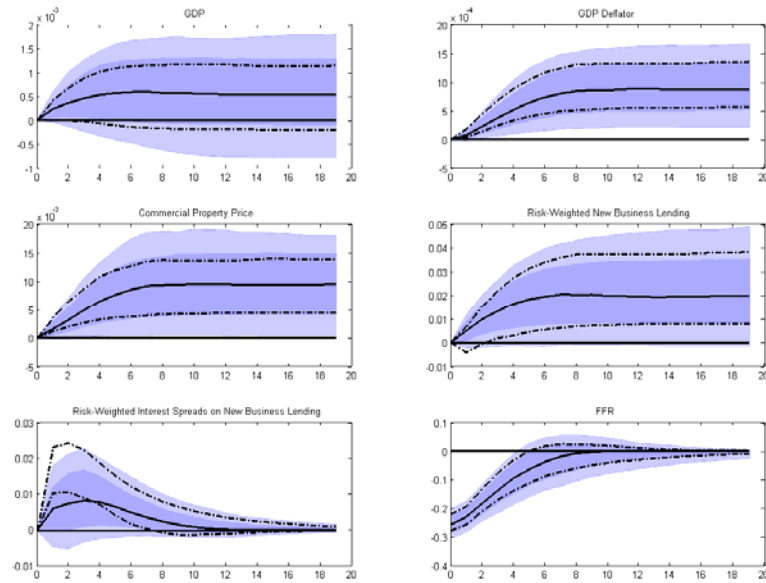 GDP
x 10⁻³
2
1.5
1
0.5
0
-0.5
-1
0 2 4 6 8 10 12 14 16 18 20
GDP Deflator
x 10⁻⁴
20
15
10
5
0
-5
0 2 4 6 8 10 12 14 16 18 20
Commercial Property Price
x 10⁻³
20
15
10
5
0
-5
0 2 4 6 8 10 12 14 16 18 20
Risk-Weighted New Business Lending
0.05
0.04
0.03
0.02
0.01
0
-0.01
0 2 4 6 8 10 12 14 16 18 20
Risk-Weighted Interest Spreads on New Business Lending
0.03
0.02
0.01
0
-0.01
0 2 4 6 8 10 12 14 16 18 20
FFR
0.1
0
-0.1
-0.2
-0.3
-0.4
0 2 4 6 8 10 12 14 16 18 20